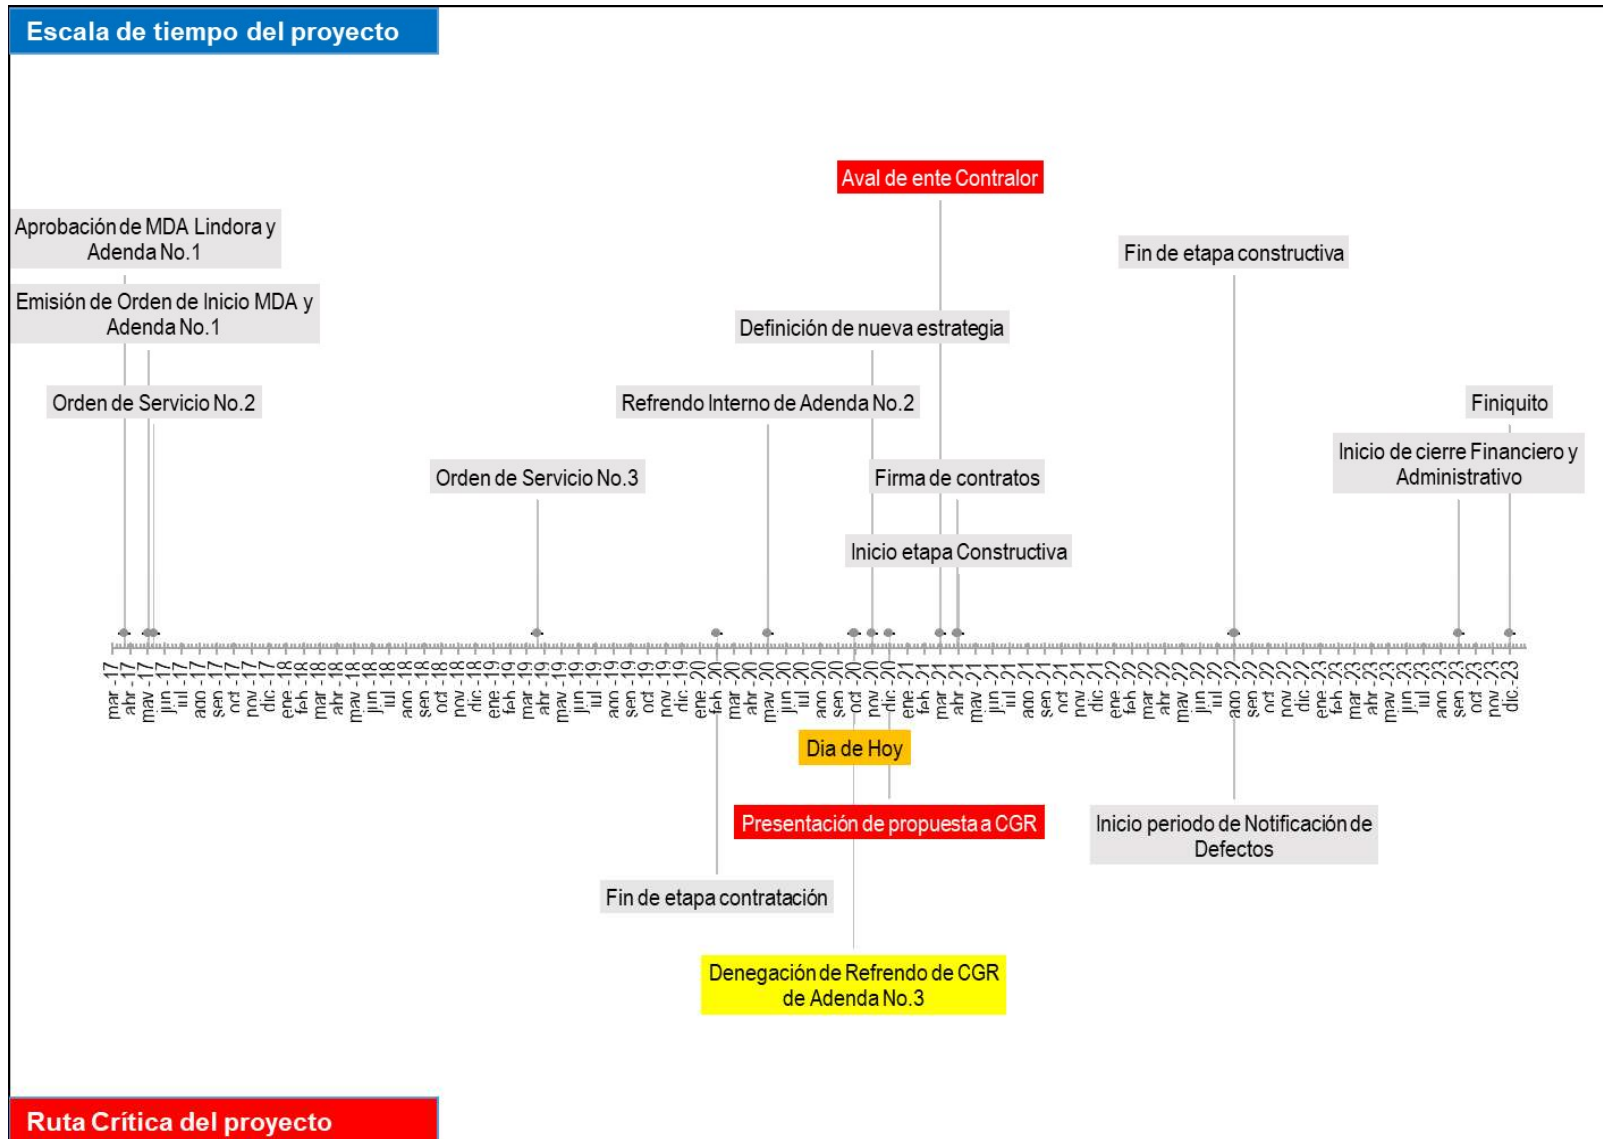 Escala de tiempo del proyecto
Aval de ente Contralor
Aprobación de MDA Lindora y
Adenda No.1
Fin de etapa constructiva
Emisión de Orden de Inicio MDA y
Adenda No.1
Definición de nueva estrategia
Orden de Servicio No.2
Refrendo Interno de Adenda No.2
Finiquito
Orden de Servicio No.3
Firma de contratos
Inicio de cierre Financiero y
Administrativo
Inicio etapa Constructiva
mar.-17
abr.-17
may.-17
jun.-17
jul.-17
ago.-17
sep.-17
oct.-17
nov.-17
dic.-17
ene.-18
feb.-18
mar.-18
abr.-18
may.-18
jun.-18
jul.-18
ago.-18
sep.-18
oct.-18
nov.-18
dic.-18
ene.-19
feb.-19
mar.-19
abr.-19
may.-19
jun.-19
jul.-19
ago.-19
sep.-19
oct.-19
nov.-19
dic.-19
ene.-20
feb.-20
mar.-20
abr.-20
may.-20
jun.-20
jul.-20
ago.-20
sep.-20
oct.-20
nov.-20
dic.-20
ene.-21
feb.-21
mar.-21
abr.-21
may.-21
jun.-21
jul.-21
ago.-21
sep.-21
oct.-21
nov.-21
dic.-21
ene.-22
feb.-22
mar.-22
abr.-22
may.-22
jun.-22
jul.-22
ago.-22
sep.-22
oct.-22
nov.-22
dic.-22
ene.-23
feb.-23
mar.-23
abr.-23
may.-23
jun.-23
jul.-23
ago.-23
sep.-23
oct.-23
nov.-23
dic.-23
Dia de Hoy
Presentación de propuesta a CGR
Inicio periodo de Notificación de
Defectos
Fin de etapa contratación
Denegación de Refrendo de CGR
de Adenda No.3
Ruta Crítica del proyecto